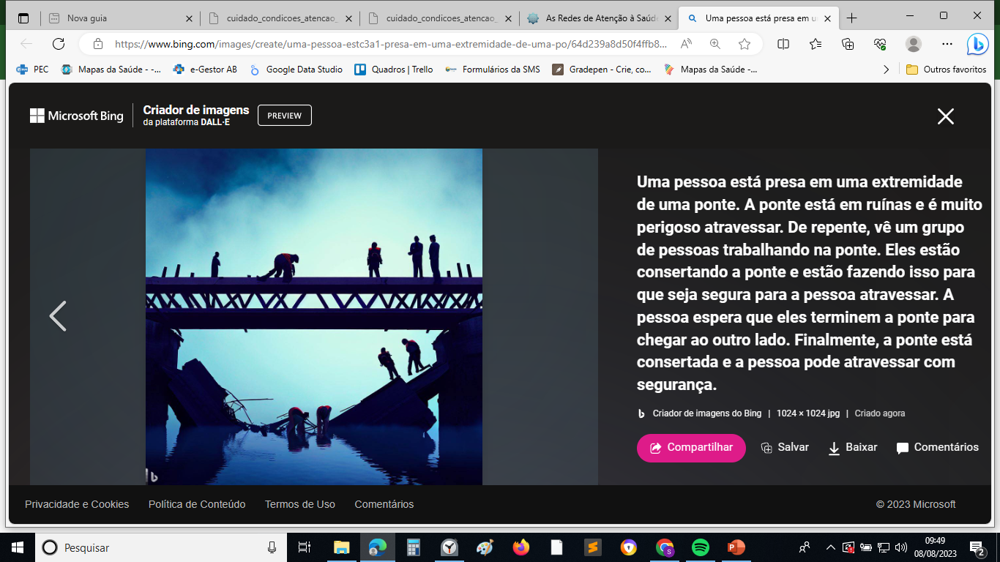 Nova guia
cuidado_condicoes_atencao_
cuidado_condicoes_atencao_
As Redes de Atenção à Saúde
Uma pessoa está presa em u
https://www.bing.com/images/create/uma-pessoa-estc3a1-presa-em-uma-extremidade-de-uma-po/64d239a8d50f4ffb8...
PEC
Mapas da Saúde - -...
e-Gestor AB
Google Data Studio
Quadros | Trello
Formulários da SMS
Gradepen - Crie, co...
Mapas da Saúde -...
Outros favoritos
Microsoft Bing
Criador de imagens
da plataforma DALL·E
PREVIEW
Uma pessoa está presa em uma extremidade
de uma ponte. A ponte está em ruínas e é muito
perigoso atravessar. De repente, vê um grupo
de pessoas trabalhando na ponte. Eles estão
consertando a ponte e estão fazendo isso para
que seja segura para a pessoa atravessar. A
pessoa espera que eles terminem a ponte para
chegar ao outro lado. Finalmente, a ponte está
consertada e a pessoa pode atravessar com
segurança.
Criador de imagens do Bing | 1024 × 1024 jpg | Criado agora
Compartilhar
Salvar
Baixar
Comentários
Privacidade e Cookies
Política de Conteúdo
Termos de Uso
Comentários
© 2023 Microsoft
Pesquisar
09:49
08/08/2023
2